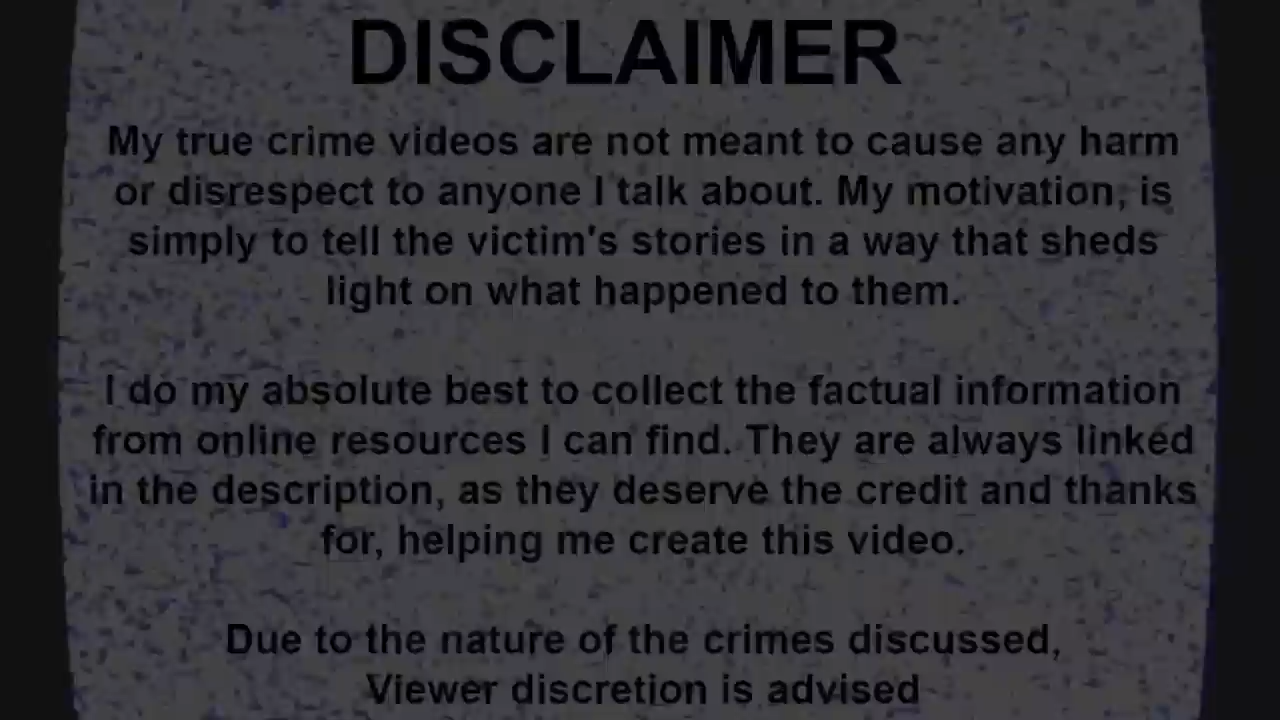 DISCLAIMER
My true crime videos are not meant to cause any harm
or disrespect to anyone I talk about. My motivation, is
simply to tell the victim's stories in a way that sheds
light on what happened to them.
I do my absolute best to collect the factual information
from online resources I can find. They are always linked
in the description, as they deserve the credit and thanks
for, helping me create this video.
Due to the nature of the crimes discussed,
Viewer discretion is advised